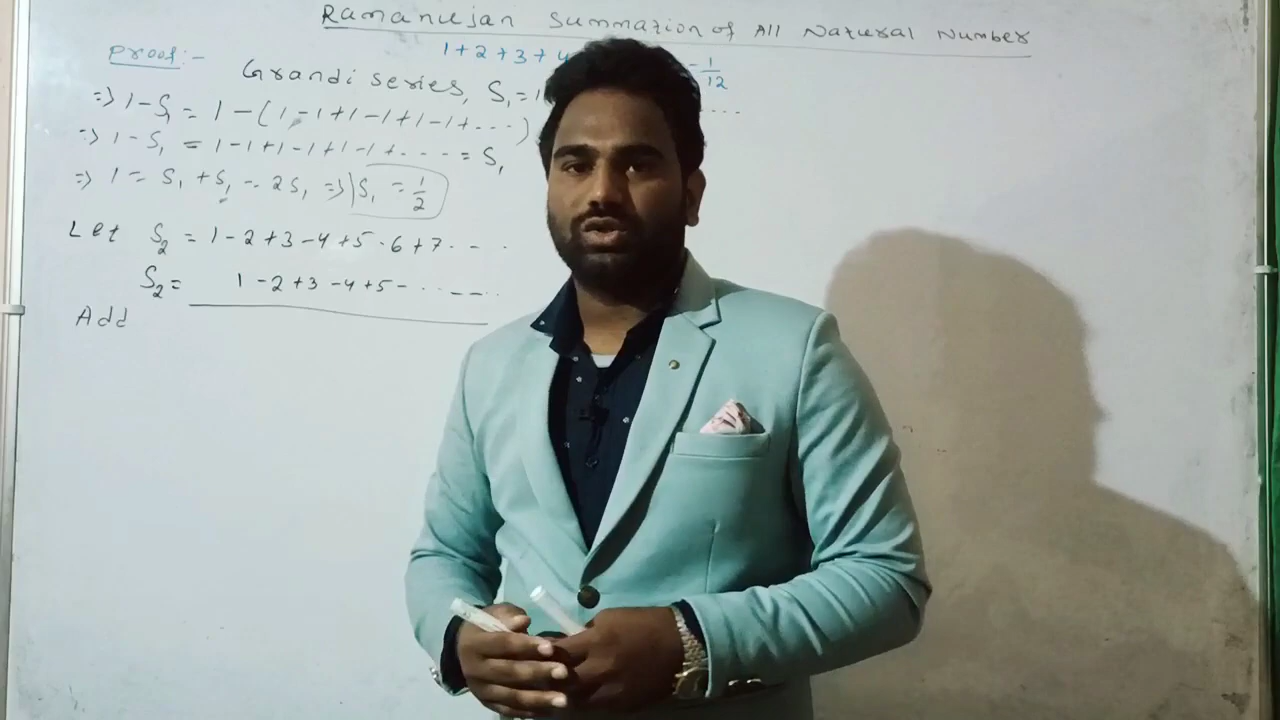 Ramanujan Summation of All Natural Number
1+2+3+4 -1/12
Proof:-
Grandi series, S₁=1 ....
⇒ 1-S₁ = 1-(1-1+1-1+1-1+...)
⇒ 1-S₁ = 1-1+1-1+1-1+.... = S₁
⇒ 1 = S₁+S₁ = 2S₁ ⇒ S₁ = 1/2
Let S₂ = 1-2+3-4+5-6+7-...
S₂ = 1-2+3-4+5-.....
Add